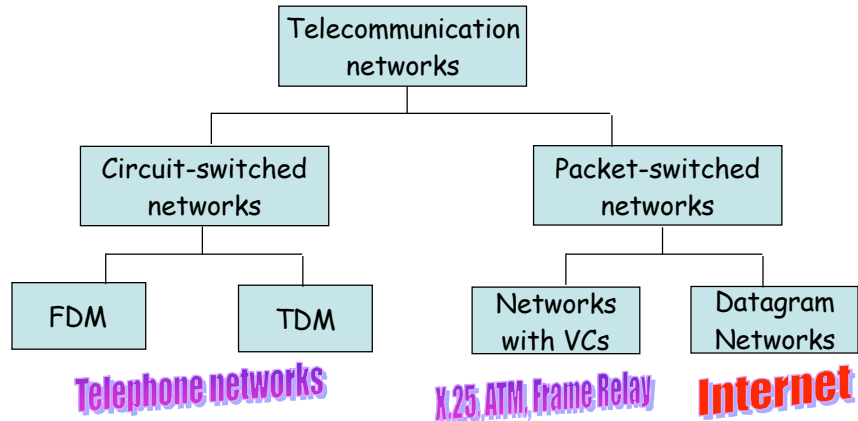 Telecommunication
networks
Circuit-switched
networks
Packet-switched
networks
FDM
TDM
Networks
with VCs
Datagram
Networks
Telephone networks
X.25, ATM, Frame Relay
Internet